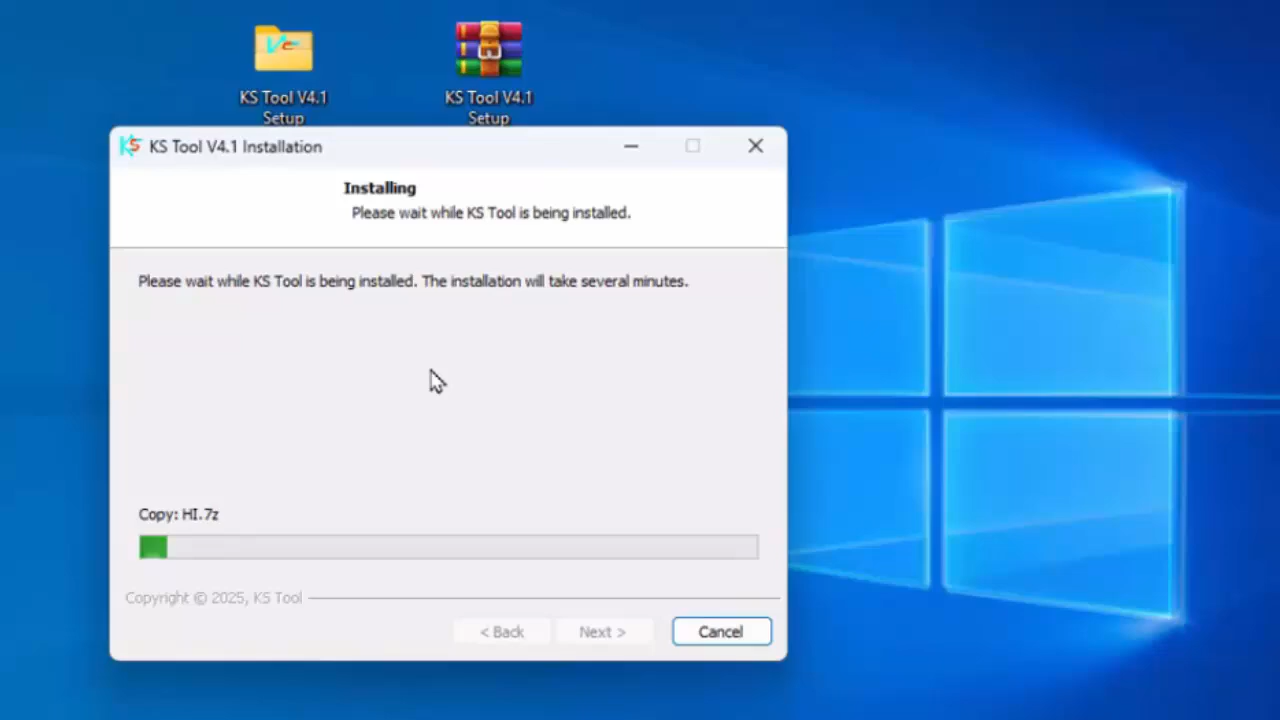 KS Tool V4.1
Setup
KS Tool V4.1
Setup
KS Tool V4.1 Installation
Installing
Please wait while KS Tool is being installed.
Please wait while KS Tool is being installed. The installation will take several minutes.
Copy: HI.7z
Copyright © 2025, KS Tool
< Back
Next >
Cancel